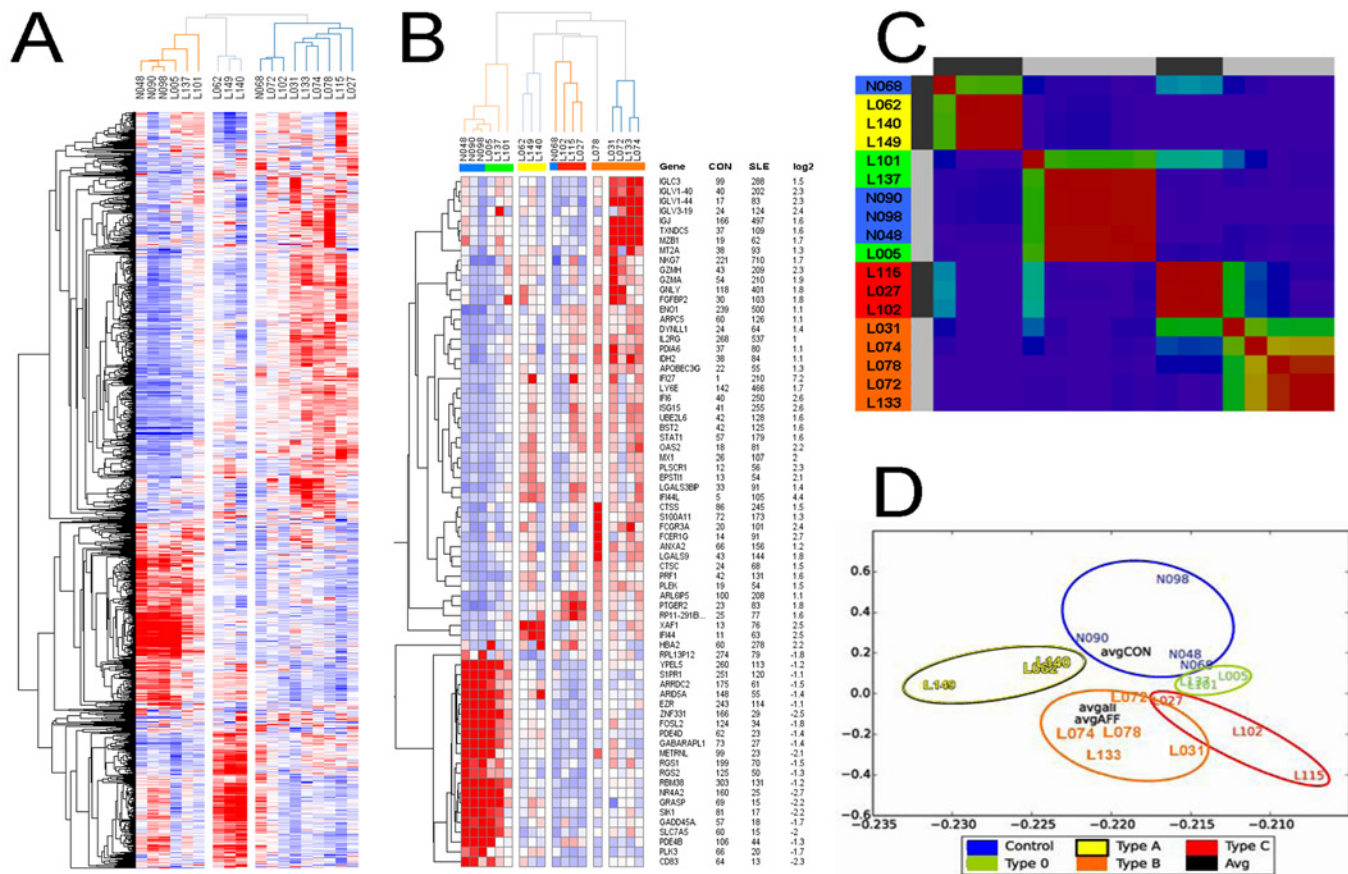 A
B
C
D
N048
N090
N098
L005
L137
L101
L062
L149
L140
N068
L072
L102
L031
L133
L074
L078
L115
L027
N048
N090
N098
L005
L137
L101
L062
L149
L140
N068
L102
L115
L027
L078
L031
L072
L133
L074
Gene CON SLE log2
IGLC3 99 288 1.5
IGLV1-40 40 202 2.3
IGLV1-44 17 83 2.3
IGLV3-19 24 124 2.4
IGJ 166 497 1.6
TXNDC5 37 109 1.6
MZB1 19 62 1.7
MT2A 38 93 1.3
NKG7 221 710 1.7
GZMH 43 209 2.3
GZMA 54 210 1.9
GNLY 118 401 1.8
FGFBP2 30 103 1.8
ENO1 239 500 1.1
ARPC5 60 126 1.1
DYNLL1 24 64 1.4
IL2RG 268 537 1
PDIA6 37 80 1.1
IDH2 38 84 1.1
APOBEC3G 22 55 1.3
IFI27 1 210 7.2
LY6E 142 466 1.7
IFI6 40 250 2.6
ISG15 41 255 2.6
UBE2L6 42 128 1.6
BST2 42 125 1.6
STAT1 57 179 1.6
OAS2 18 81 2.2
MX1 26 107 2
PLSCR1 12 56 2.3
EPSTI1 13 54 2.1
LGALS3BP 33 91 1.4
IFI44L 5 105 4.4
CTSS 86 245 1.5
S100A11 72 173 1.3
FCGR3A 20 101 2.4
FCER1G 14 91 2.7
ANXA2 66 156 1.2
LGALS9 43 144 1.8
CTSC 24 68 1.5
PRF1 42 131 1.6
PLEK 19 54 1.5
ARL6IP5 100 208 1.1
PTGER2 23 83 1.8
RP11-291B... 25 77 1.6
XAF1 13 76 2.5
IFI44 11 63 2.5
HBA2 60 278 2.2
RPL13P12 274 79 -1.8
YPEL5 260 113 -1.2
S1PR1 251 120 -1.1
ARRDC2 175 61 -1.5
ARID5A 148 55 -1.4
EZR 243 114 -1.1
ZNF331 166 29 -2.5
FOSL2 124 34 -1.8
PDE4D 62 23 -1.4
GABARAPL1 73 27 -1.4
METRNL 99 23 -2.1
RGS1 199 70 -1.5
RGS2 125 50 -1.3
RBM38 303 131 -1.2
NR4A2 160 25 -2.7
GRASP 69 15 -2.2
SIK1 81 17 -2.2
GADD45A 57 18 -1.7
SLC7A5 60 15 -2
PDE4B 106 44 -1.3
PLK3 66 20 -1.7
CD83 64 13 -2.3
N068
L062
L140
L149
L101
L137
N090
N098
N048
L005
L115
L027
L102
L031
L074
L078
L072
L133
0.6
0.4
0.2
0.0
−0.2
−0.4
−0.6
N098
N090
avgCON
N048
N068
L140
L062
L149
L137
L101
L005
L072
L027
avgall
avgAFF
L074
L078
L133
L031
L102
L115
−0.235
−0.225
−0.220
−0.215
−0.210
Control
Type A
Type C
Type 0
Type B
Avg